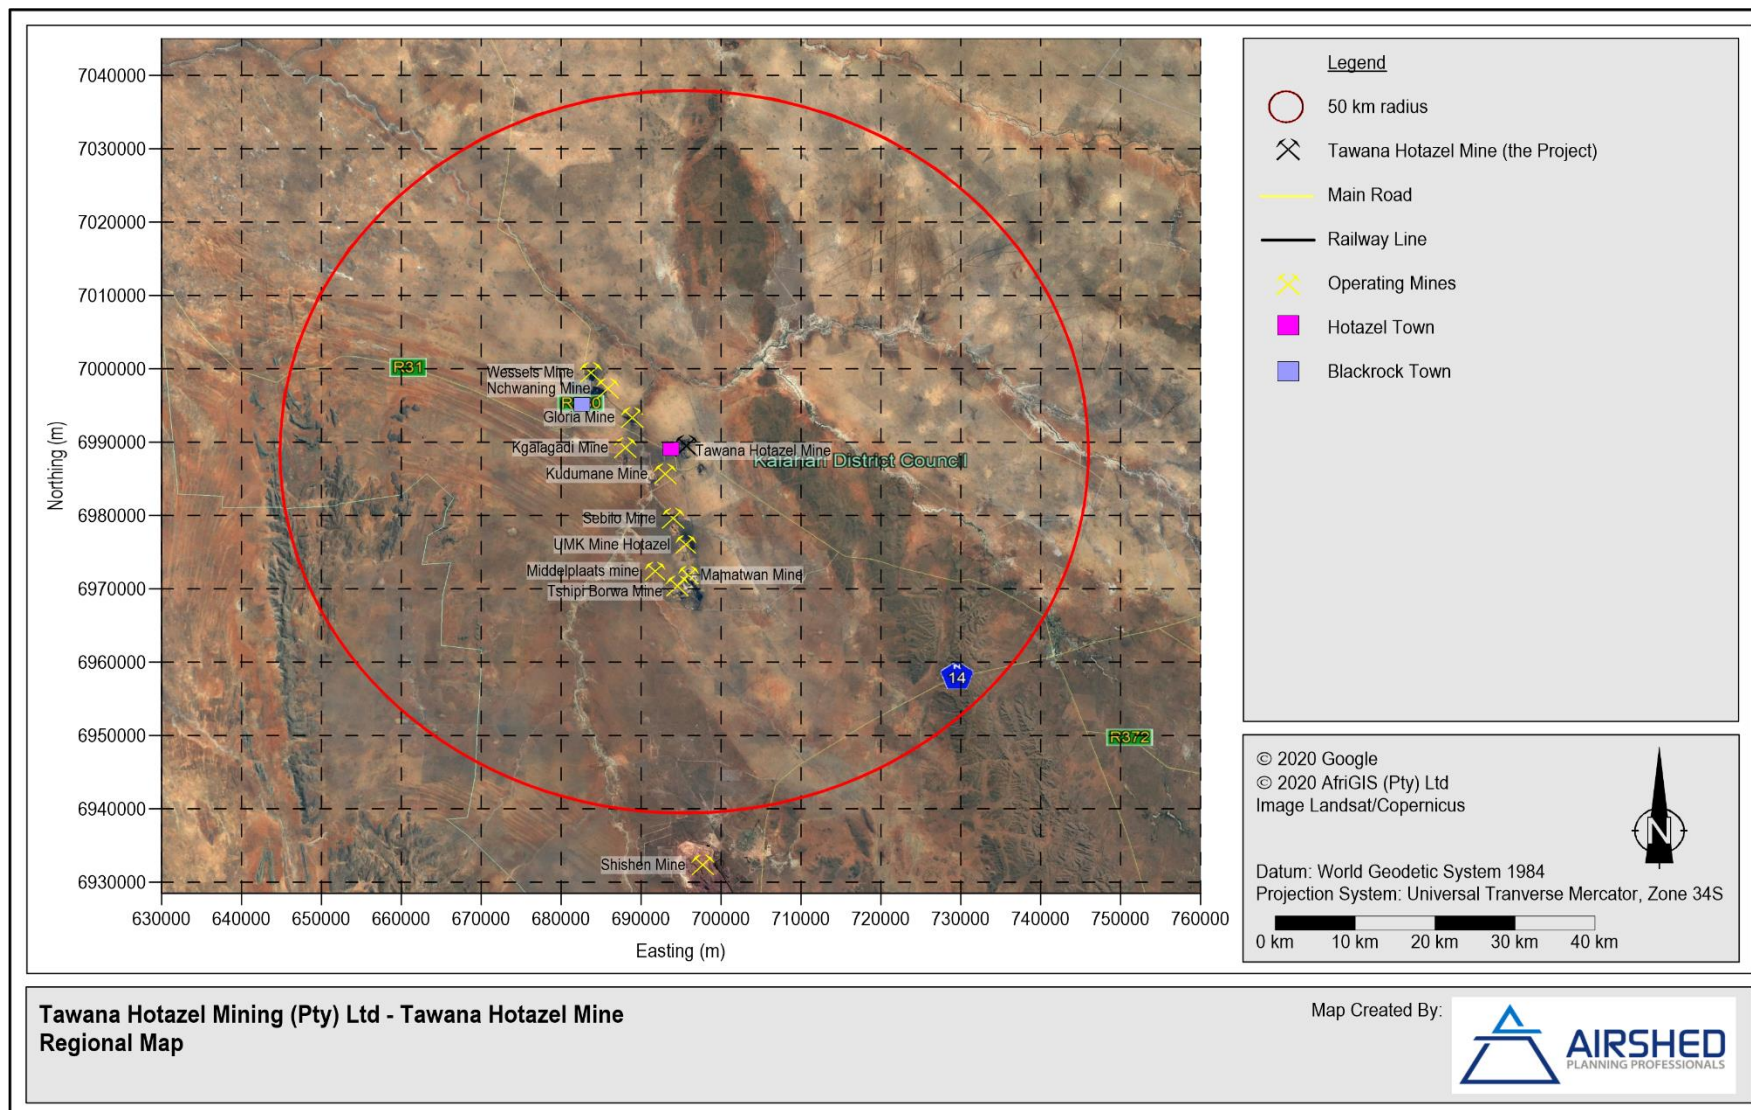 Legend
50 km radius
Tawana Hotazel Mine (the Project)
Main Road
Railway Line
Operating Mines
Hotazel Town
Blackrock Town
7040000
7030000
7020000
7010000
7000000
6990000
6980000
6970000
6960000
6950000
6940000
6930000
Northing (m)
R31
Wessels Mine
Nchwaning Mine
Gloria Mine
Kgalagadi Mine
Tawana Hotazel Mine
Kalahari District Council
Kudumane Mine
Sebilo Mine
UMK Mine Hotazel
Middelplaats mine
Mamatwan Mine
Tshipi Borwa Mine
N
14
R372
Shishen Mine
630000 640000 650000 660000 670000 680000 690000 700000 710000 720000 730000 740000 750000 760000
Easting (m)
© 2020 Google
© 2020 AfriGIS (Pty) Ltd
Image Landsat/Copernicus
N
Datum: World Geodetic System 1984
Projection System: Universal Tranverse Mercator, Zone 34S
0 km 10 km 20 km 30 km 40 km
Tawana Hotazel Mining (Pty) Ltd - Tawana Hotazel Mine
Regional Map
Map Created By:
AIRSHED
PLANNING PROFESSIONALS